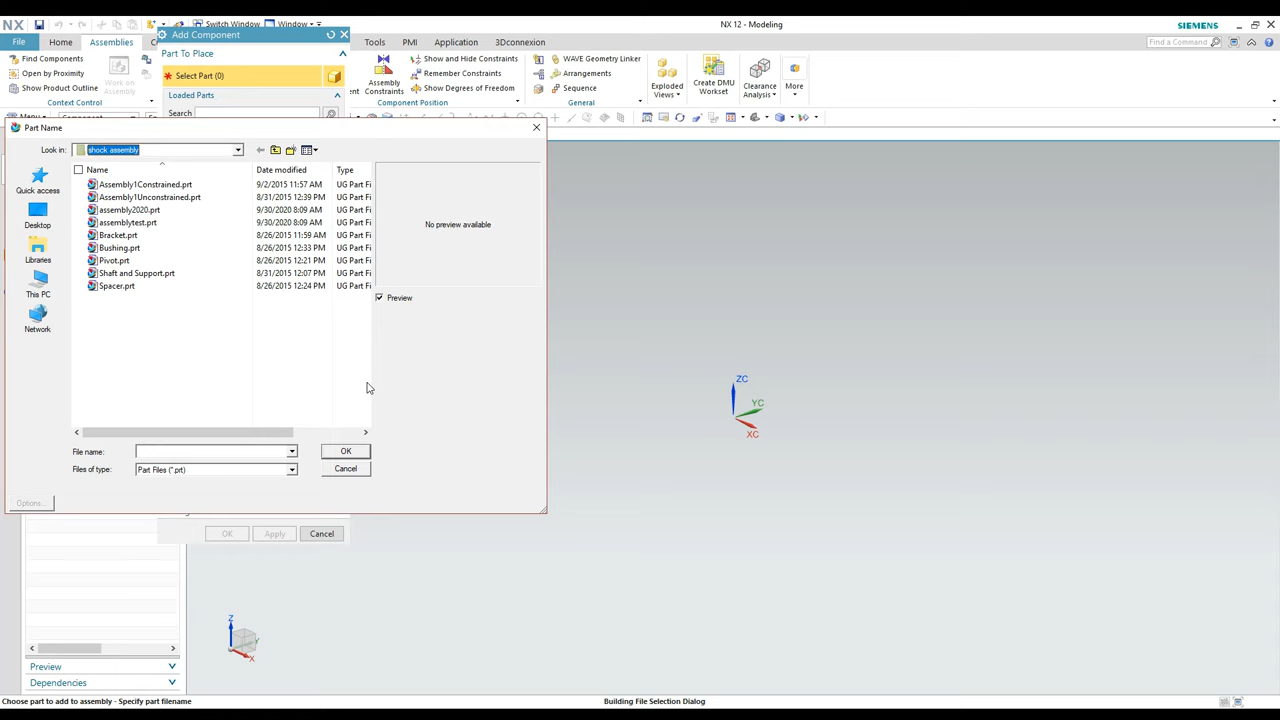 NX
Switch Window
Window
NX 12 - Modeling
SIEMENS
File
Home
Assemblies
Tools
PMI
Application
3Dconnexion
Find a Command
Add Component
Part To Place
Select Part (0)
Loaded Parts
Search
Find Components
Open by Proximity
Show Product Outline
Work on
Assembly
Context Control
Assembly
Constraints
Show and Hide Constraints
Remember Constraints
Show Degrees of Freedom
Component Position
WAVE Geometry Linker
Arrangements
Sequence
General
Exploded
Views
Create DMU
Workset
Clearance
Analysis
More
Menu
Component
Part Name
Look in:
shock assembly
Quick access
Desktop
Libraries
This PC
Network
Name
Date modified
Type
Assembly1Constrained.prt
9/2/2015 11:57 AM
UG Part Fi
Assembly1Unconstrained.prt
8/31/2015 12:39 PM
UG Part Fi
assembly2020.prt
9/30/2020 8:09 AM
UG Part Fi
assemblytest.prt
9/30/2020 8:09 AM
UG Part Fi
Bracket.prt
8/26/2015 11:59 AM
UG Part Fi
Bushing.prt
8/26/2015 12:33 PM
UG Part Fi
Pivot.prt
8/26/2015 12:21 PM
UG Part Fi
Shaft and Support.prt
8/31/2015 12:07 PM
UG Part Fi
Spacer.prt
8/26/2015 12:24 PM
UG Part Fi
No preview available
Preview
File name:
OK
Files of type:
Part Files (*.prt)
Cancel
Options...
OK
Apply
Cancel
ZC
YC
XC
Z
Y
X
Preview
Dependencies
Choose part to add to assembly - Specify part filename
Building File Selection Dialog